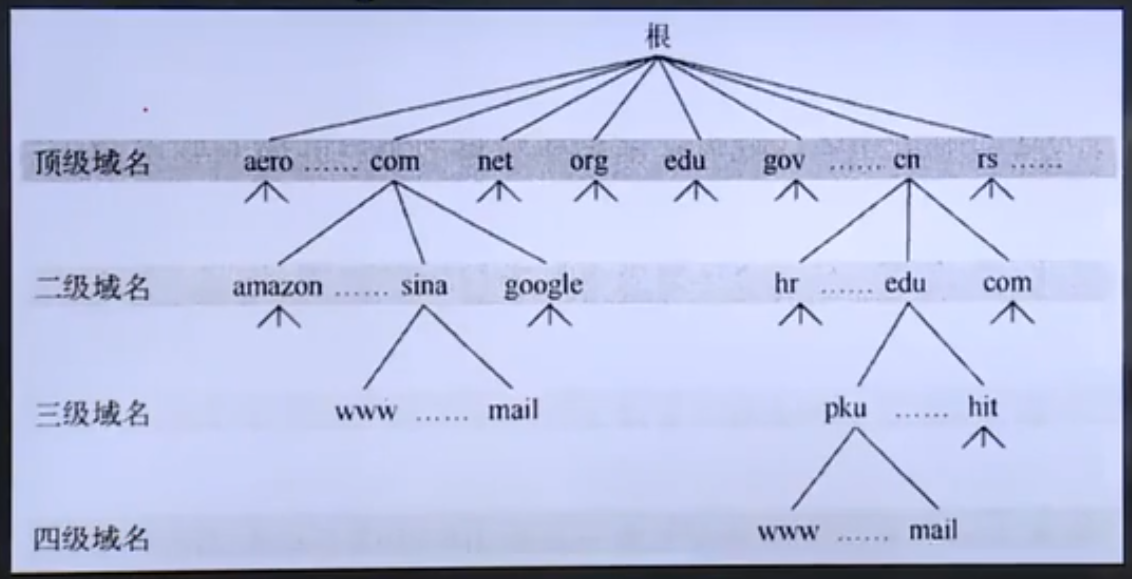 根
顶级域名 aero ...... com net org edu gov ...... cn rs ......
二级域名 amazon ...... sina google hr ...... edu com
三级域名 www ...... mail pku ...... hit
四级域名 www ...... mail